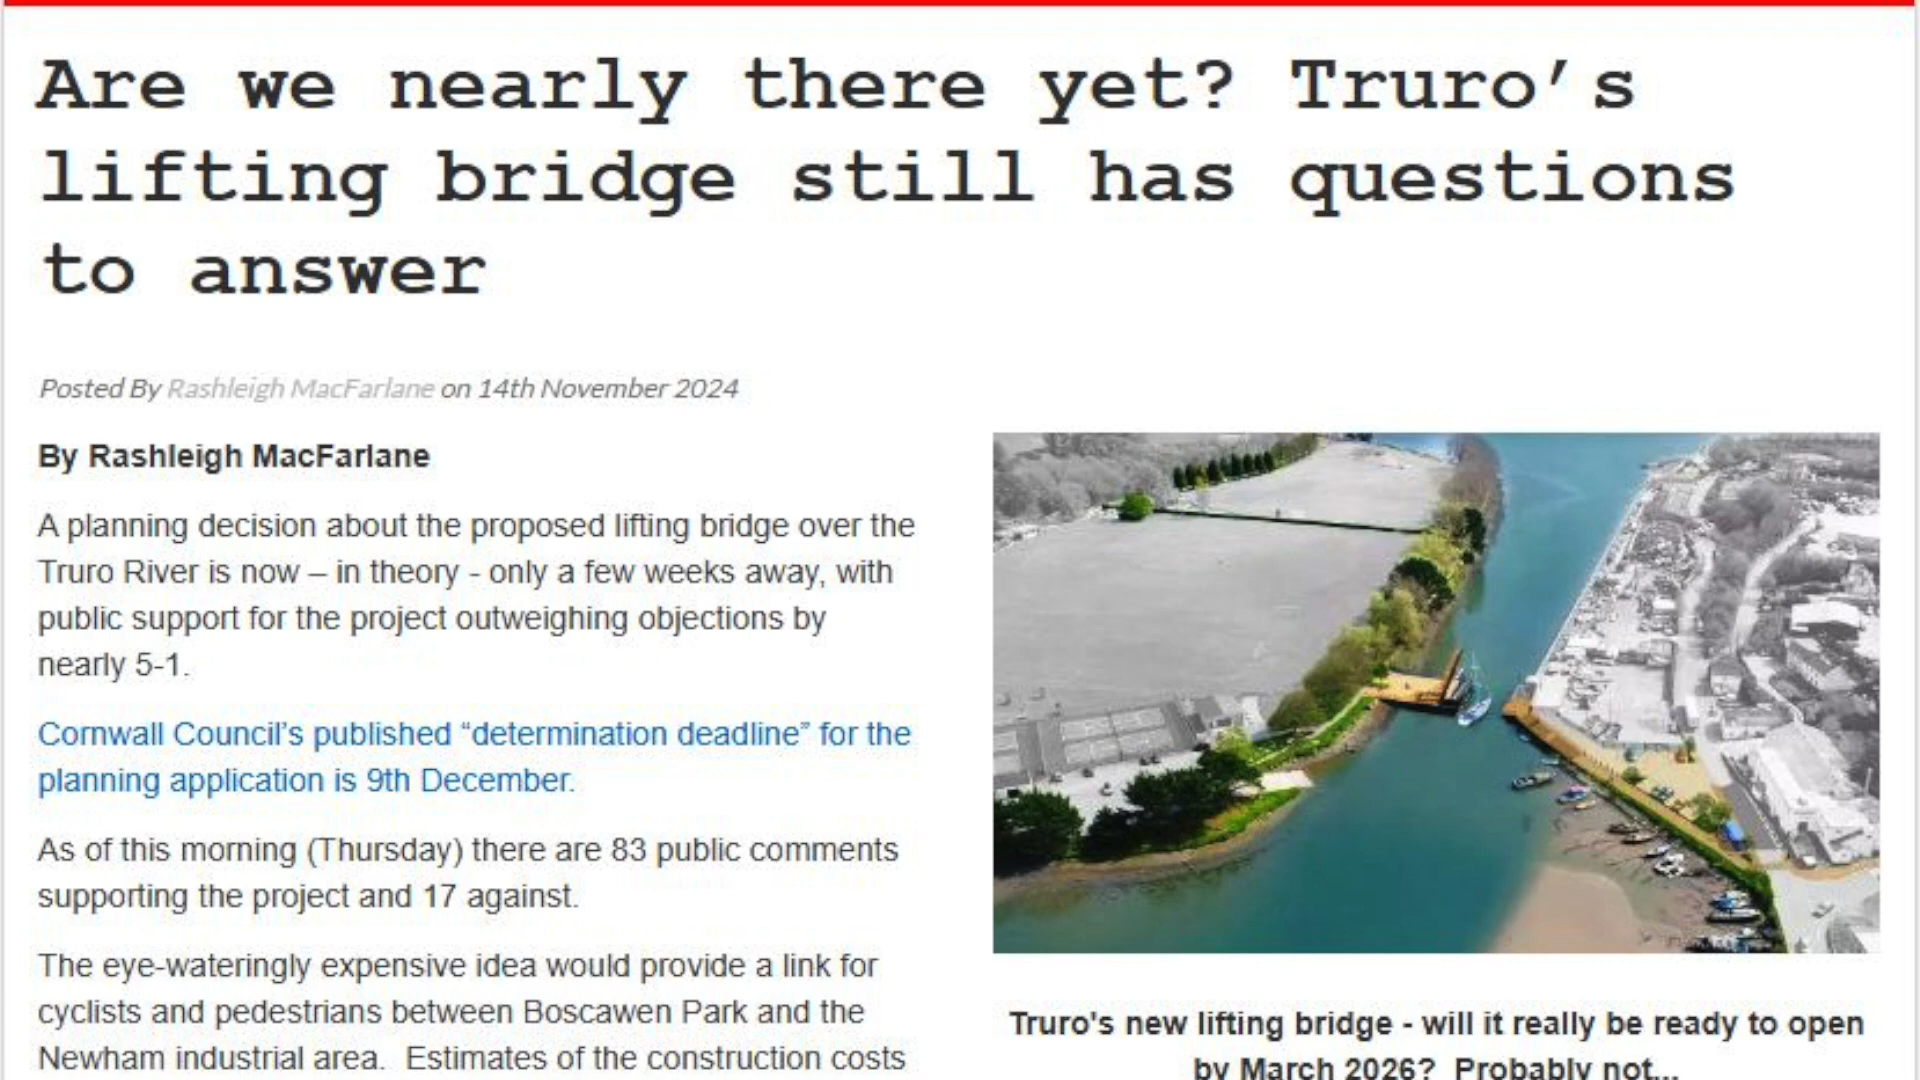 Are we nearly there yet? Truro’s
lifting bridge still has questions
to answer
Posted By Rashleigh MacFarlane on 14th November 2024
By Rashleigh MacFarlane
A planning decision about the proposed lifting bridge over the
Truro River is now – in theory - only a few weeks away, with
public support for the project outweighing objections by
nearly 5-1.
Cornwall Council’s published “determination deadline” for the
planning application is 9th December.
As of this morning (Thursday) there are 83 public comments
supporting the project and 17 against.
The eye-wateringly expensive idea would provide a link for
cyclists and pedestrians between Boscawen Park and the
Newham industrial area.  Estimates of the construction costs
Truro's new lifting bridge - will it really be ready to open
by March 2026?  Probably not...